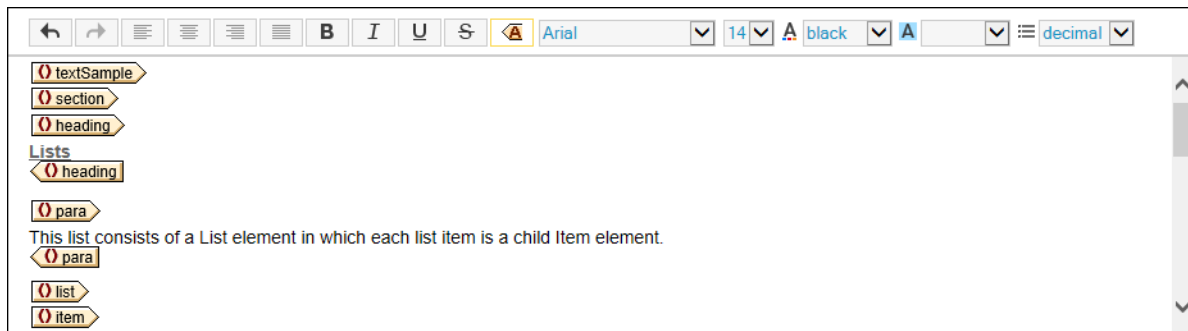 B I U S A Arial 14 A black A decimal
textSample
section
heading
Lists
heading
para
This list consists of a List element in which each list item is a child Item element.
para
list
item